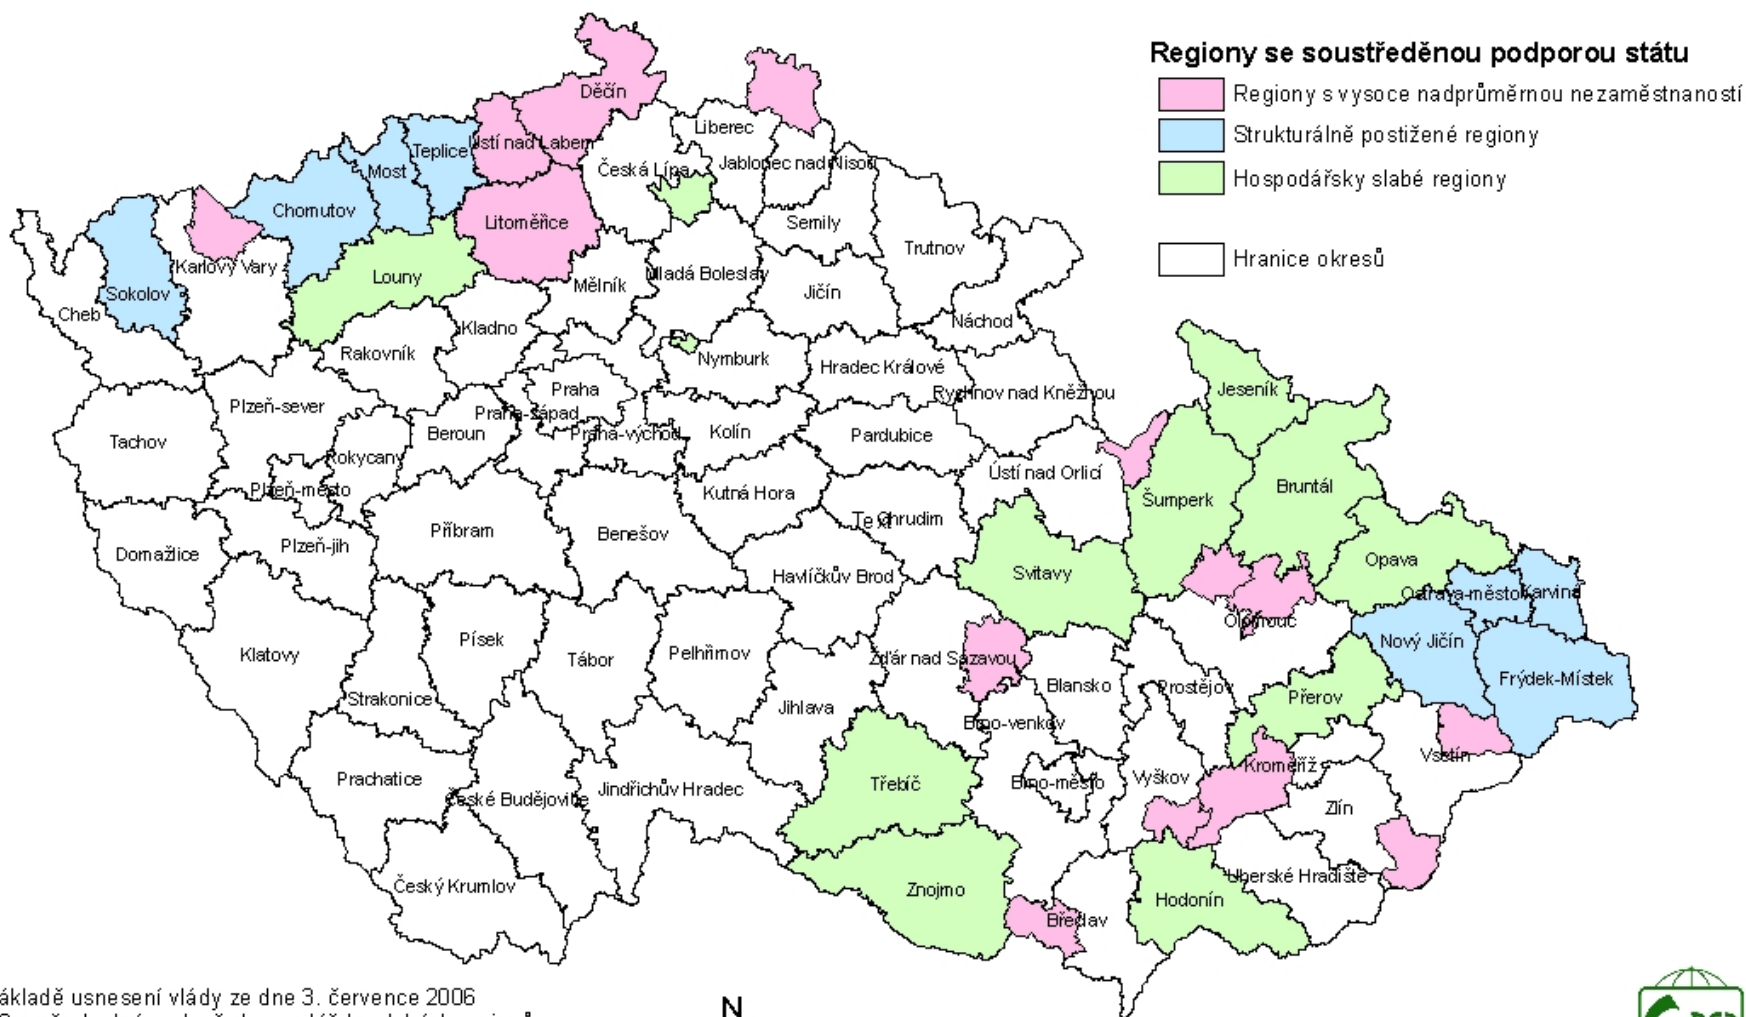 Regiony se soustředěnou podporou státu
Regiony s vysoce nadprůměrnou nezaměstnaností
Strukturálně postižené regiony
Hospodářsky slabé regiony
Hranice okresů
Děčín
Liberec
Ústí nad Labem
Teplice
Jablonec nad Nisou
Česká Lípa
Most
Chomutov
Litoměřice
Semily
Trutnov
Karlovy Vary
Louny
Mladá Boleslav
Mělník
Jičín
Sokolov
Cheb
Kladno
Náchod
Rakovník
Nymburk
Hradec Králové
Praha
Rychnov nad Kněžnou
Jeseník
Plzeň-sever
Praha-západ
Tachov
Beroun
Praha-východ
Kolín
Pardubice
Rokycany
Ústí nad Orlicí
Plzeň-město
Kutná Hora
Šumperk
Bruntál
Text
Chrudim
Příbram
Benešov
Domažlice
Plzeň-jih
Havlíčkův Brod
Svitavy
Opava
Ostrava-město
Karviná
Olomouc
Klatovy
Písek
Tábor
Pelhřimov
Žďár nad Sázavou
Nový Jičín
Frýdek-Místek
Blansko
Prostějov
Přerov
Strakonice
Jihlava
Brno-venkov
Vsetín
Kroměříž
Prachatice
Třebíč
Brno-město
Vyškov
České Budějovice
Jindřichův Hradec
Zlín
Český Krumlov
Znojmo
Uherské Hradiště
Hodonín
Břeclav
ákladě usnesení vlády ze dne 3. července 2006
N